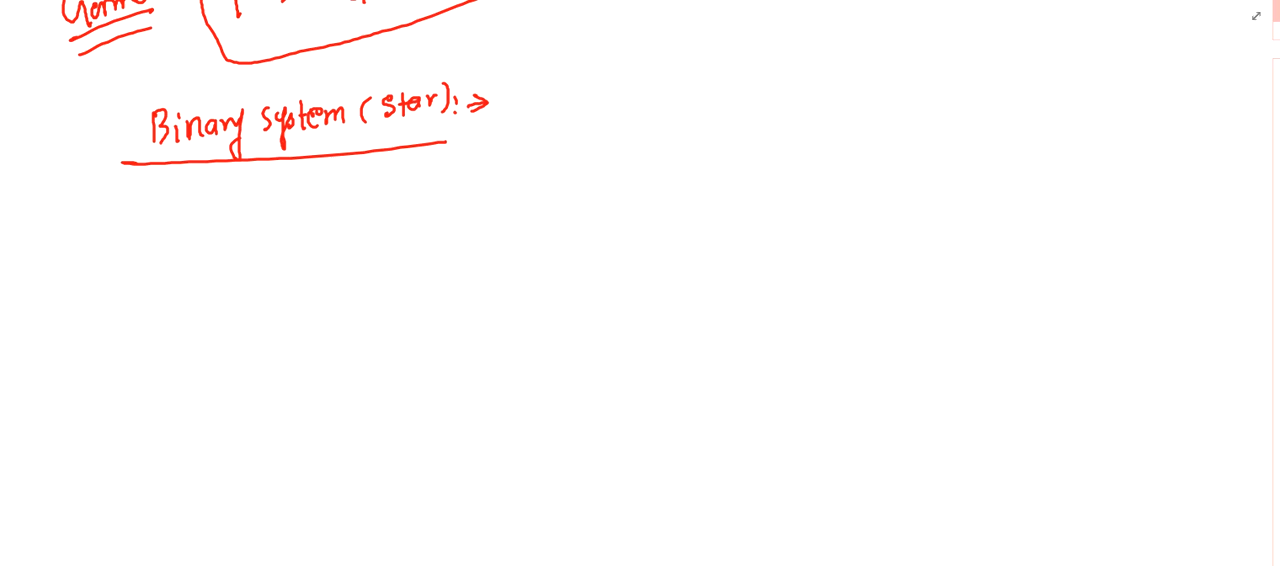 Binary system (star): ⇒